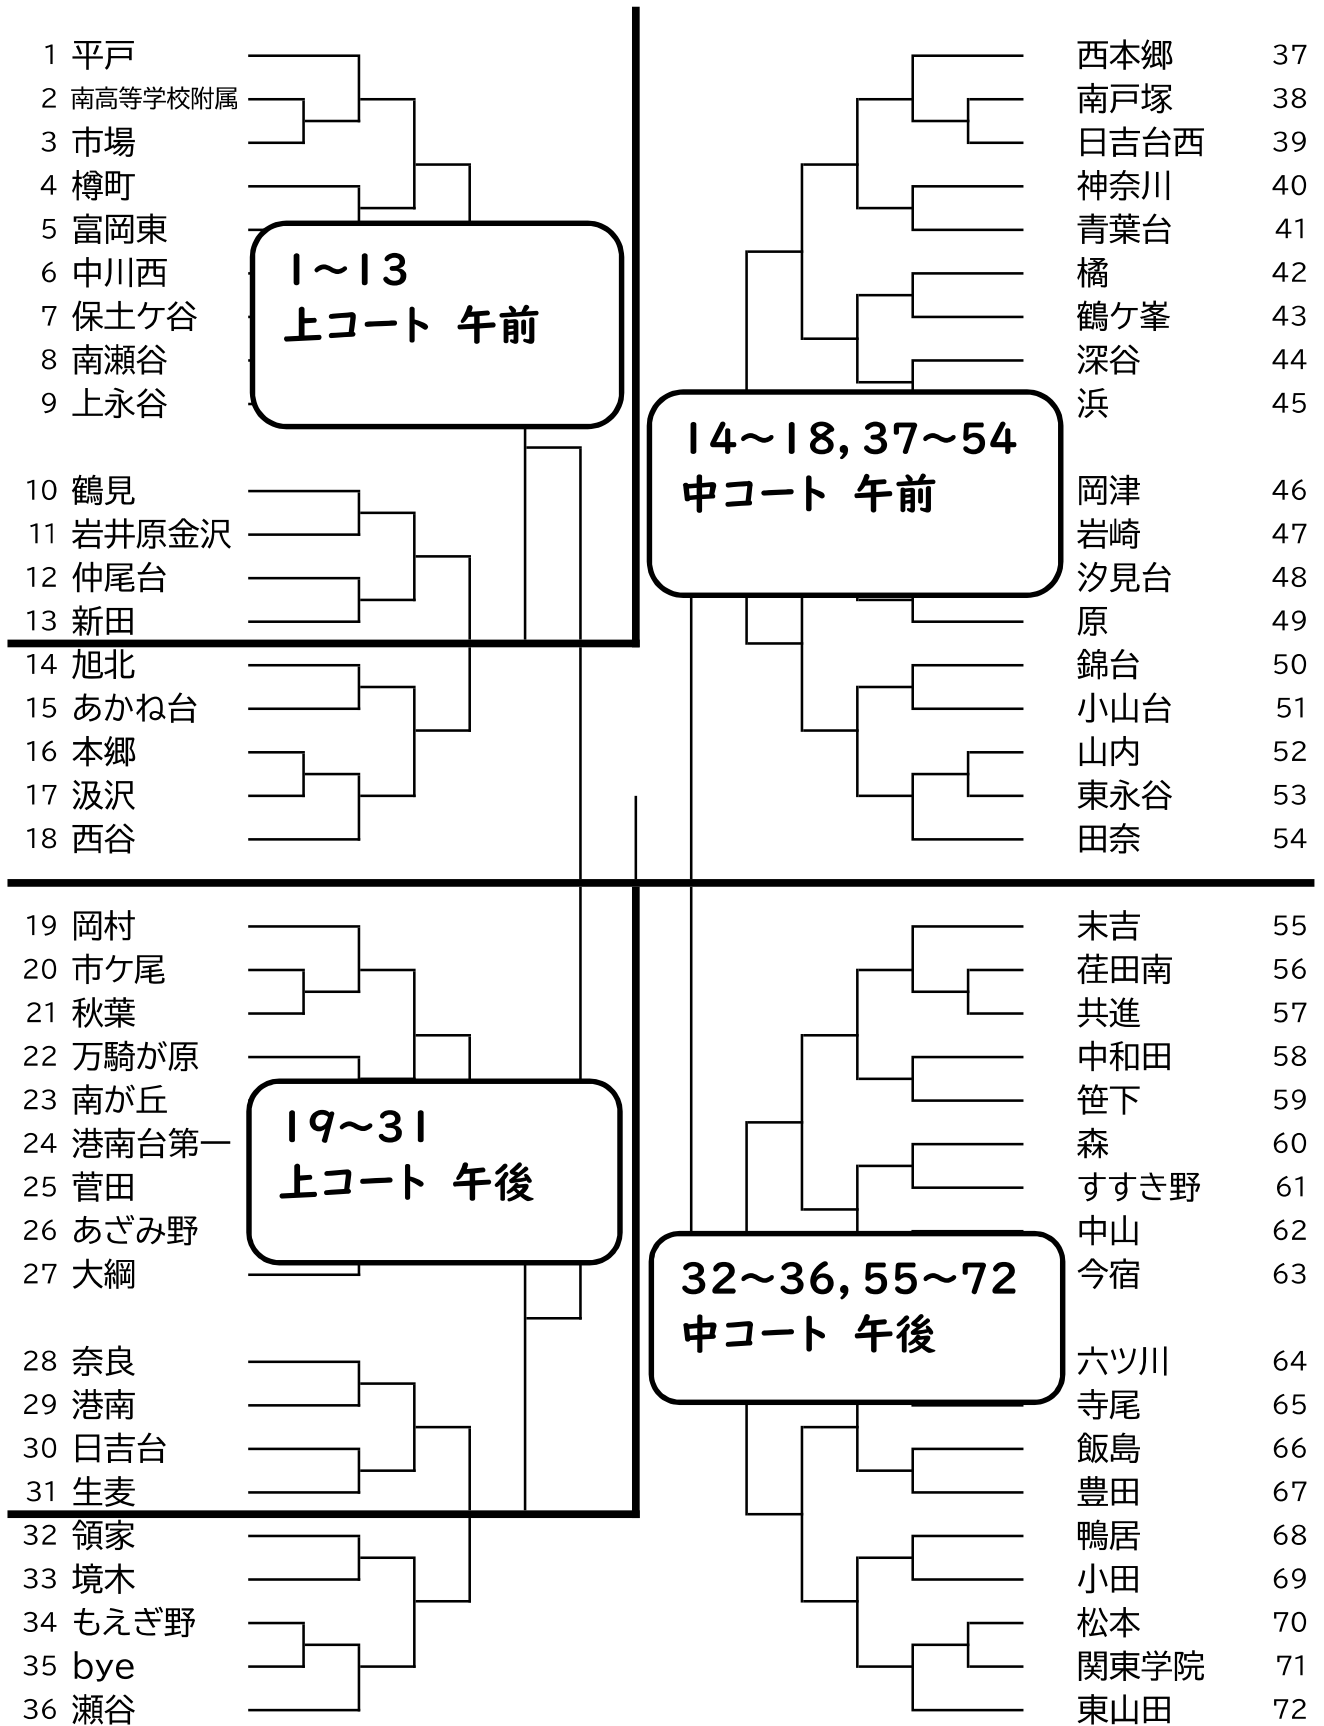 1 平戸
2 南高等学校附属
3 市場
4 樽町
5 富岡東
6 中川西
7 保土ケ谷
8 南瀬谷
9 上永谷
1～13
上コート 午前
10 鶴見
11 岩井原金沢
12 仲尾台
13 新田
14 旭北
15 あかね台
16 本郷
17 汲沢
18 西谷
19 岡村
20 市ケ尾
21 秋葉
22 万騎が原
23 南が丘
24 港南台第一
25 菅田
26 あざみ野
27 大綱
19～31
上コート 午後
28 奈良
29 港南
30 日吉台
31 生麦
32 領家
33 境木
34 もえぎ野
35 bye
36 瀬谷
西本郷 37
南戸塚 38
日吉台西 39
神奈川 40
青葉台 41
橘 42
鶴ケ峯 43
深谷 44
浜 45
14～18,37～54
中コート 午前
岡津 46
岩崎 47
汐見台 48
原 49
錦台 50
小山台 51
山内 52
東永谷 53
田奈 54
末吉 55
荏田南 56
共進 57
中和田 58
笹下 59
森 60
すすき野 61
中山 62
今宿 63
32～36,55～72
中コート 午後
六ツ川 64
寺尾 65
飯島 66
豊田 67
鴨居 68
小田 69
松本 70
関東学院 71
東山田 72